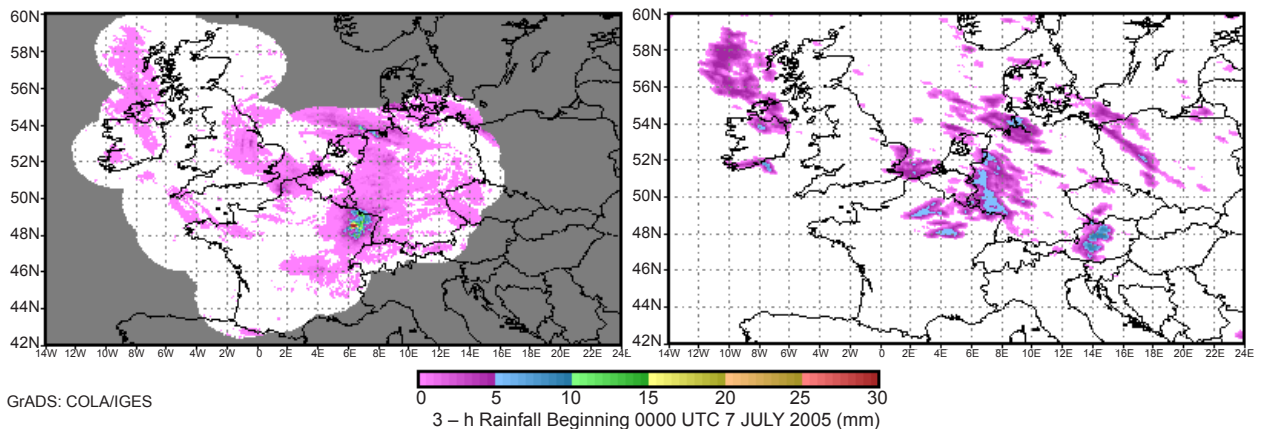 60N
58N
56N
54N
52N
50N
48N
46N
44N
42N
14W 12W 10W 8W 6W 4W 2W 0 2E 4E 6E 8E 10E 12E 14E 16E 18E 20E 22E 24E
60N
58N
56N
54N
52N
50N
48N
46N
44N
42N
14W 12W 10W 8W 6W 4W 2W 0 2E 4E 6E 8E 10E 12E 14E 16E 18E 20E 22E 24E
0 5 10 15 20 25 30
GrADS: COLA/IGES
3 – h Rainfall Beginning 0000 UTC 7 JULY 2005 (mm)